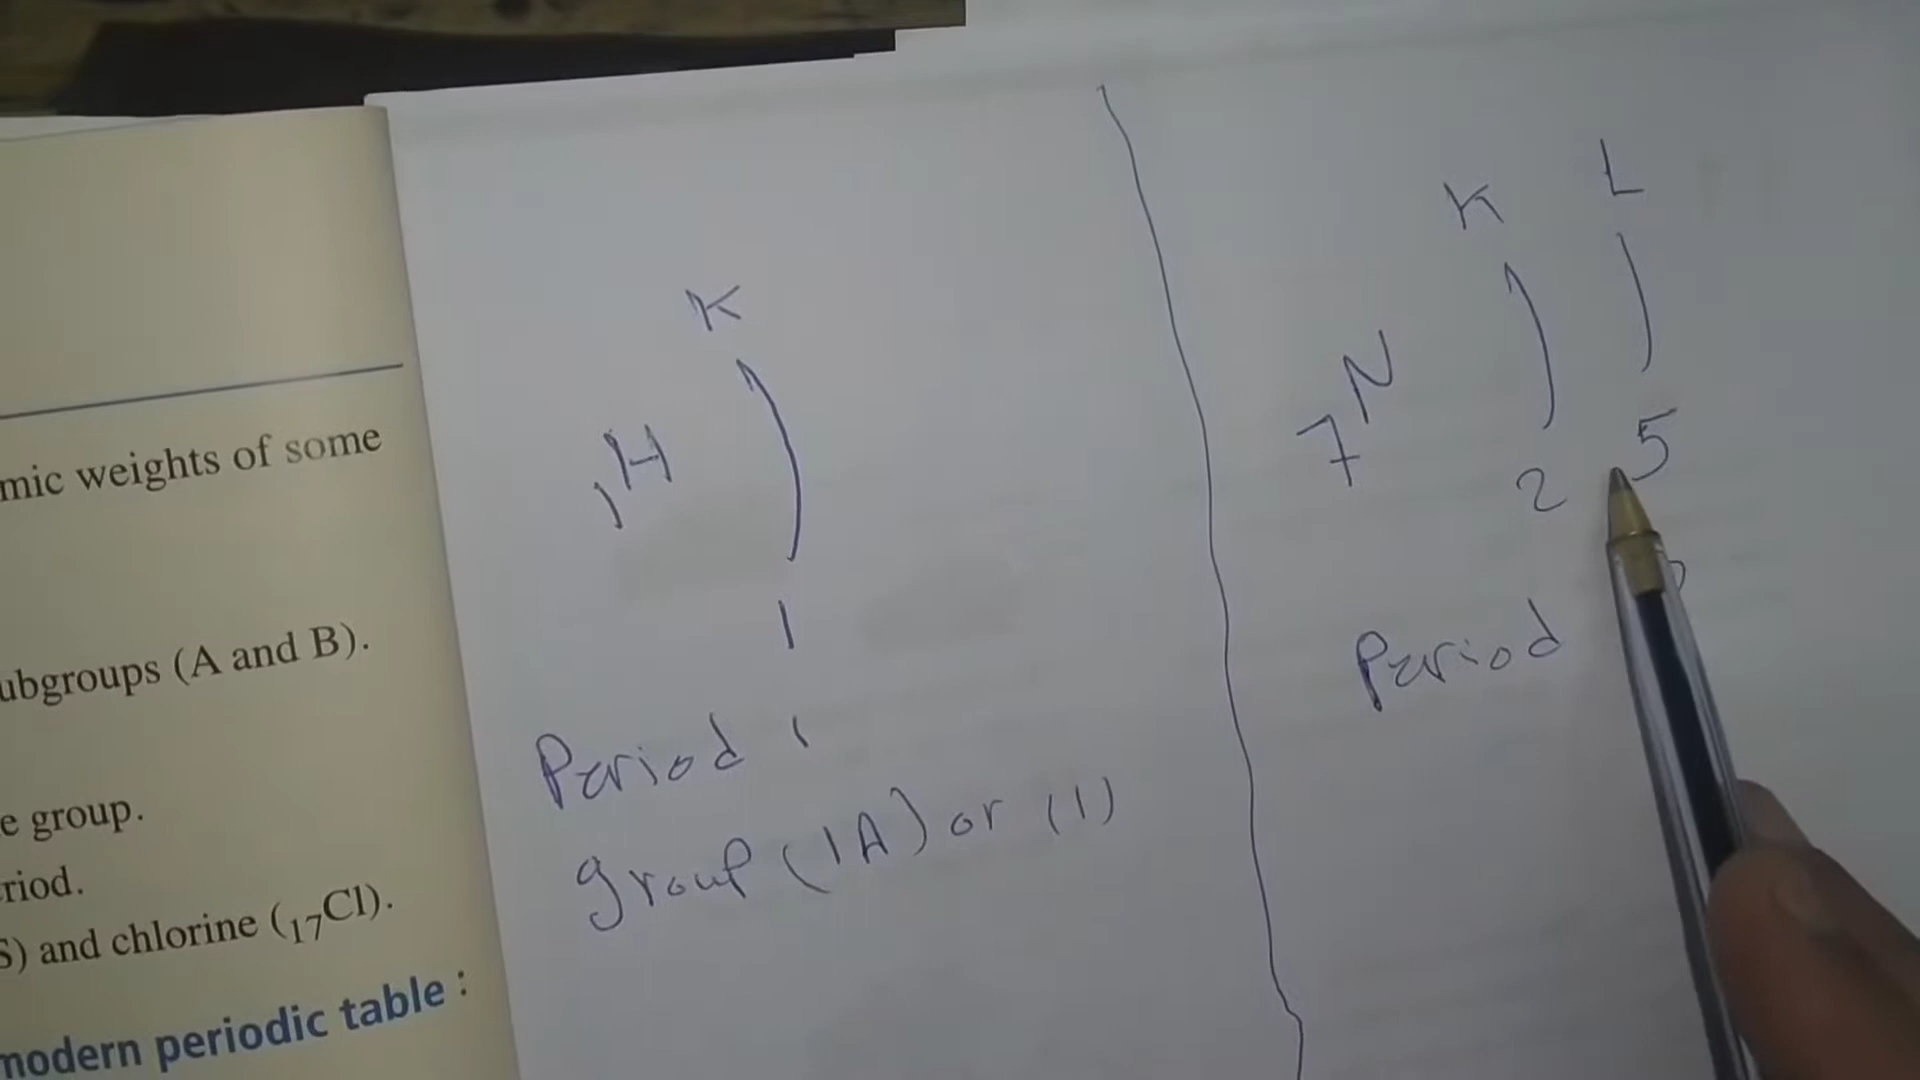 mic weights of some
ubgroups (A and B).
e group.
riod.
S) and chlorine (₁₇Cl).
modern periodic table :
K
₁H
1
Period 1
group (1A) or (1)
K L
₇N
2 5
Period